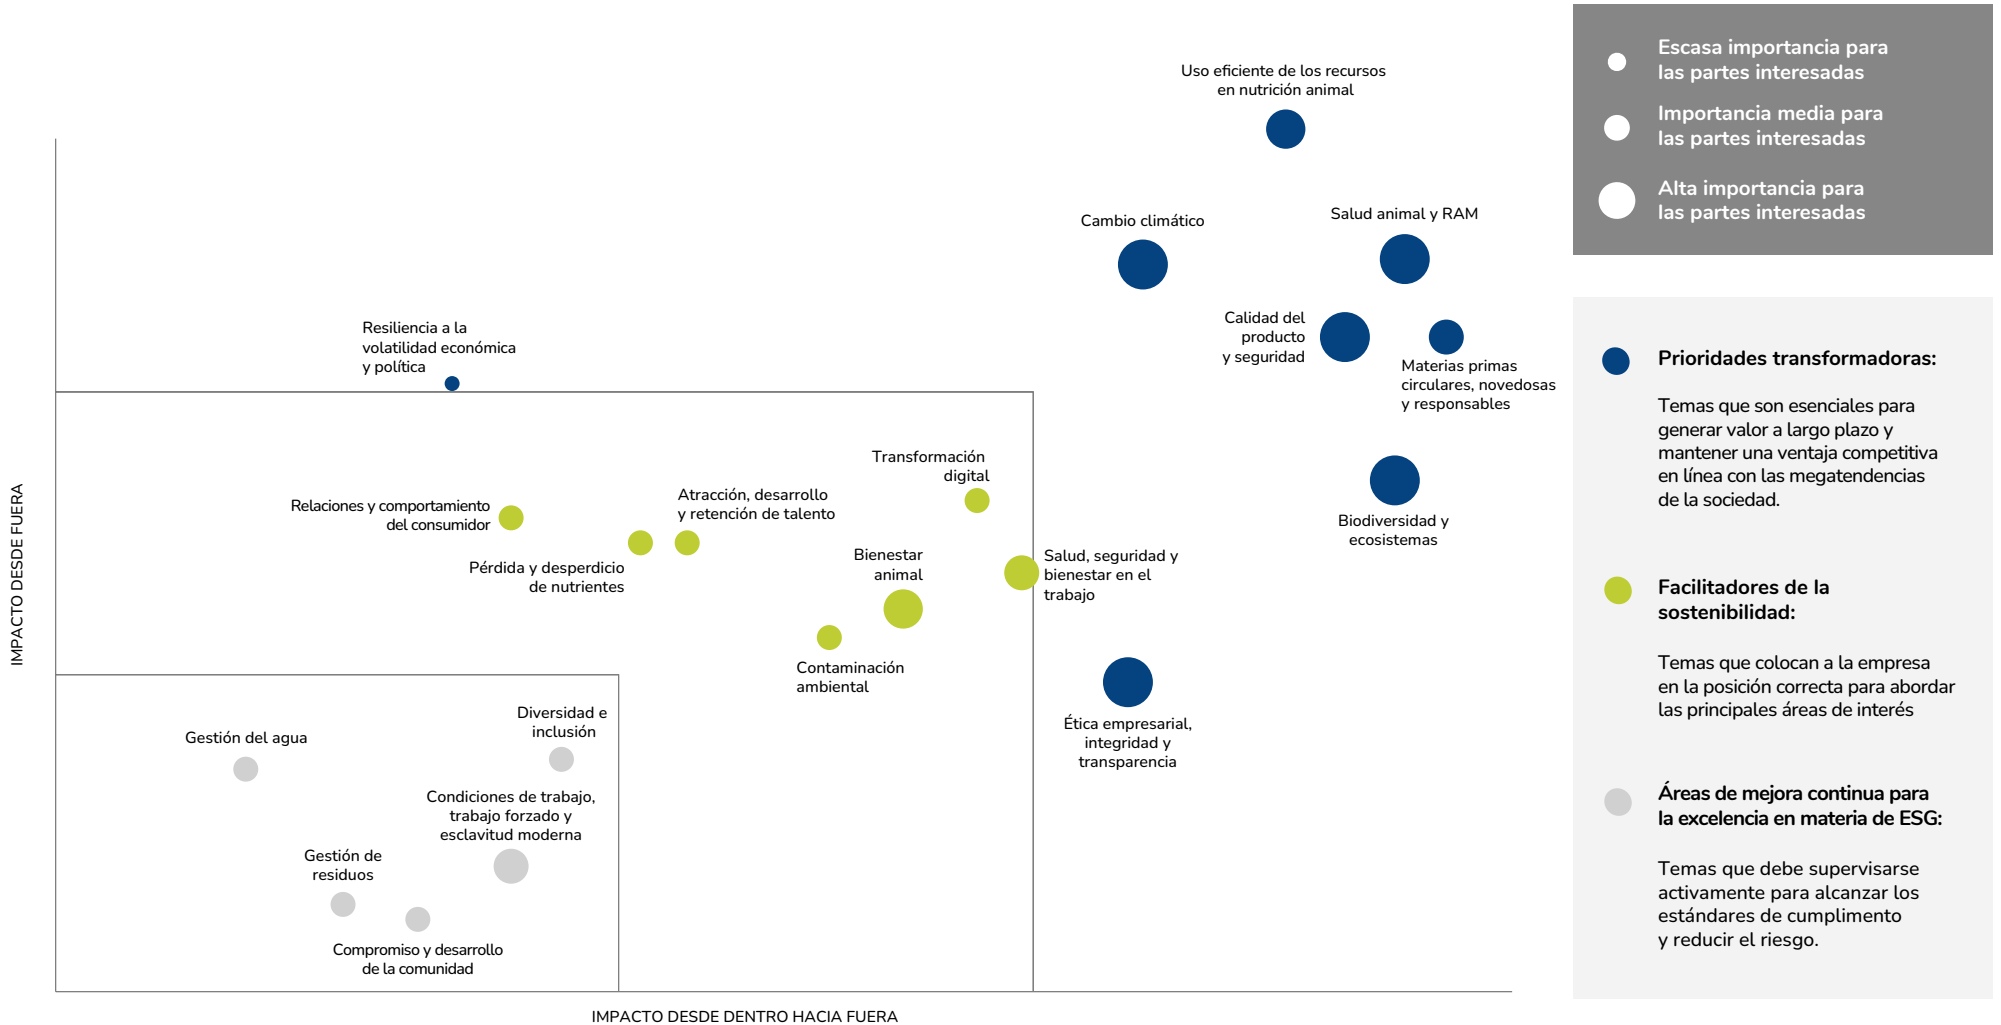 Uso eficiente de los recursos
en nutrición animal
Cambio climático
Salud animal y RAM
Calidad del
producto
y seguridad
Materias primas
circulares, novedosas
y responsables
Resiliencia a la
volatilidad económica
y política
Biodiversidad y
ecosistemas
Transformación
digital
Relaciones y comportamiento
del consumidor
Atracción, desarrollo
y retención de talento
Pérdida y desperdicio
de nutrientes
Bienestar
animal
Salud, seguridad y
bienestar en el
trabajo
Contaminación
ambiental
Ética empresarial,
integridad y
transparencia
Gestión del agua
Diversidad e
inclusión
Condiciones de trabajo,
trabajo forzado y
esclavitud moderna
Gestión de
residuos
Compromiso y desarrollo
de la comunidad
IMPACTO DESDE FUERA
IMPACTO DESDE DENTRO HACIA FUERA
Escasa importancia para
las partes interesadas
Importancia media para
las partes interesadas
Alta importancia para
las partes interesadas
Prioridades transformadoras:
Temas que son esenciales para
generar valor a largo plazo y
mantener una ventaja competitiva
en línea con las megatendencias
de la sociedad.
Facilitadores de la
sostenibilidad:
Temas que colocan a la empresa
en la posición correcta para abordar
las principales áreas de interés
Áreas de mejora continua para
la excelencia en materia de ESG:
Temas que debe supervisarse
activamente para alcanzar los
estándares de cumplimento
y reducir el riesgo.